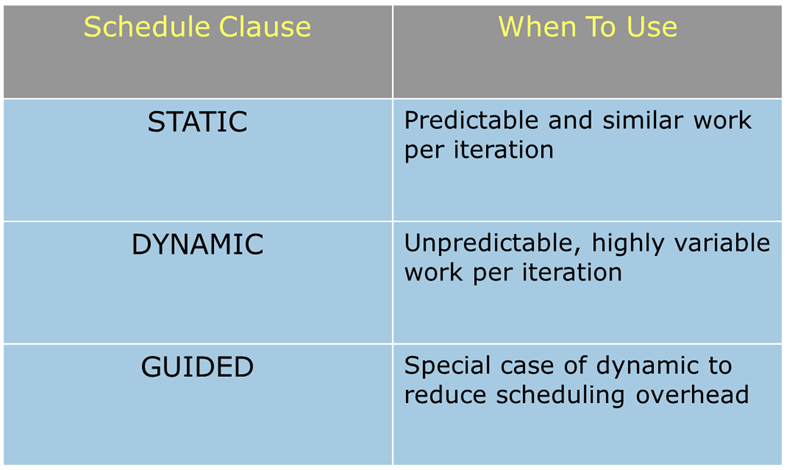 Schedule Clause
When To Use
STATIC
Predictable and similar work
per iteration
DYNAMIC
Unpredictable, highly variable
work per iteration
GUIDED
Special case of dynamic to
reduce scheduling overhead